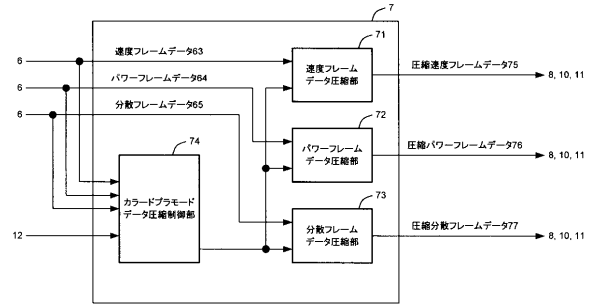 7
71
6
速度フレームデータ63
速度フレーム
データ圧縮部
圧縮速度フレームデータ75
8, 10, 11
6
パワーフレームデータ64
6
分散フレームデータ65
72
パワーフレーム
データ圧縮部
圧縮パワーフレームデータ76
8, 10, 11
74
カラードプラモード
データ圧縮制御部
73
分散フレーム
データ圧縮部
圧縮分散フレームデータ77
8, 10, 11
12